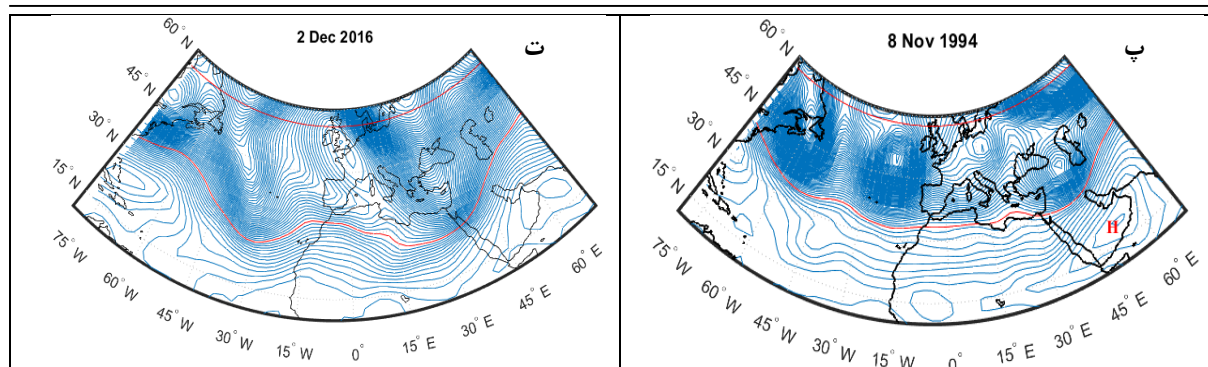 2 Dec 2016
ت
60° N
45° N
30° N
15° N
75° W
60° W
45° W
30° W
15° W
0°
15° E
30° E
45° E
60° E
8 Nov 1994
پ
60° N
45° N
30° N
15° N
75° W
60° W
45° W
30° W
15° W
0°
15° E
30° E
45° E
60° E
H